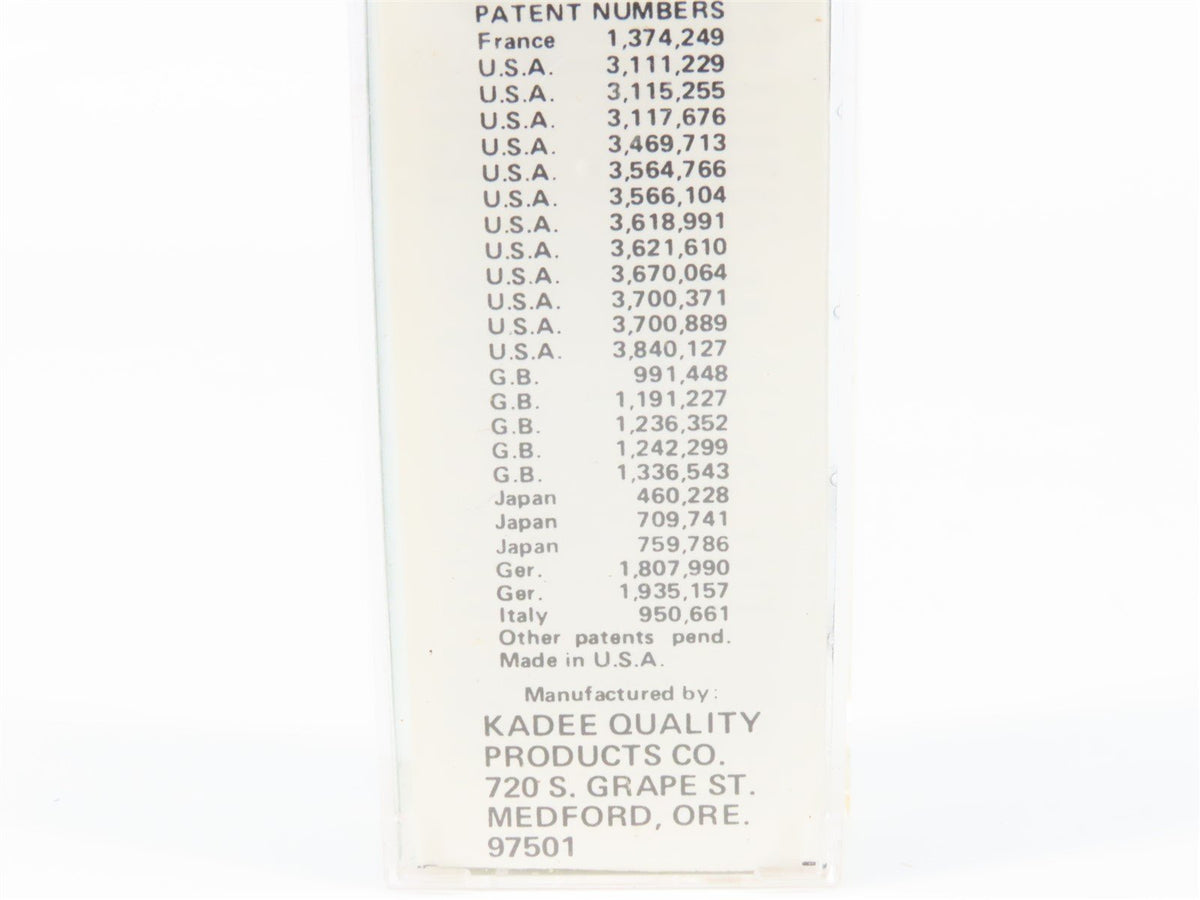 PATENT NUMBERS
France 1,374,249
U.S.A. 3,111,229
U.S.A. 3,115,255
U.S.A. 3,117,676
U.S.A. 3,469,713
U.S.A. 3,564,766
U.S.A. 3,566,104
U.S.A. 3,618,991
U.S.A. 3,621,610
U.S.A. 3,670,064
U.S.A. 3,700,371
U.S.A. 3,700,889
U.S.A. 3,840,127
G.B. 991,448
G.B. 1,191,227
G.B. 1,236,352
G.B. 1,242,299
G.B. 1,336,543
Japan 460,228
Japan 709,741
Japan 759,786
Ger. 1,807,990
Ger. 1,935,157
Italy 950,661
Other patents pend.
Made in U.S.A.
Manufactured by:
KADEE QUALITY
PRODUCTS CO.
720 S. GRAPE ST.
MEDFORD, ORE.
97501